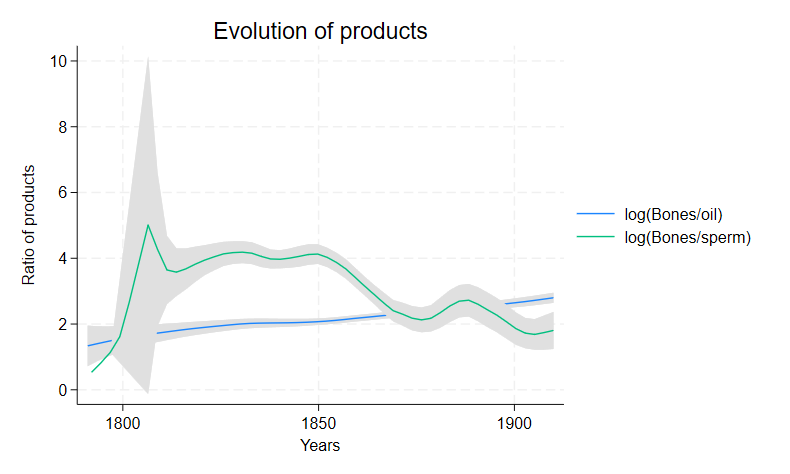 Evolution of products
10
8
6
4
2
0
Ratio of products
1800 1850 1900
Years
log(Bones/oil)
log(Bones/sperm)